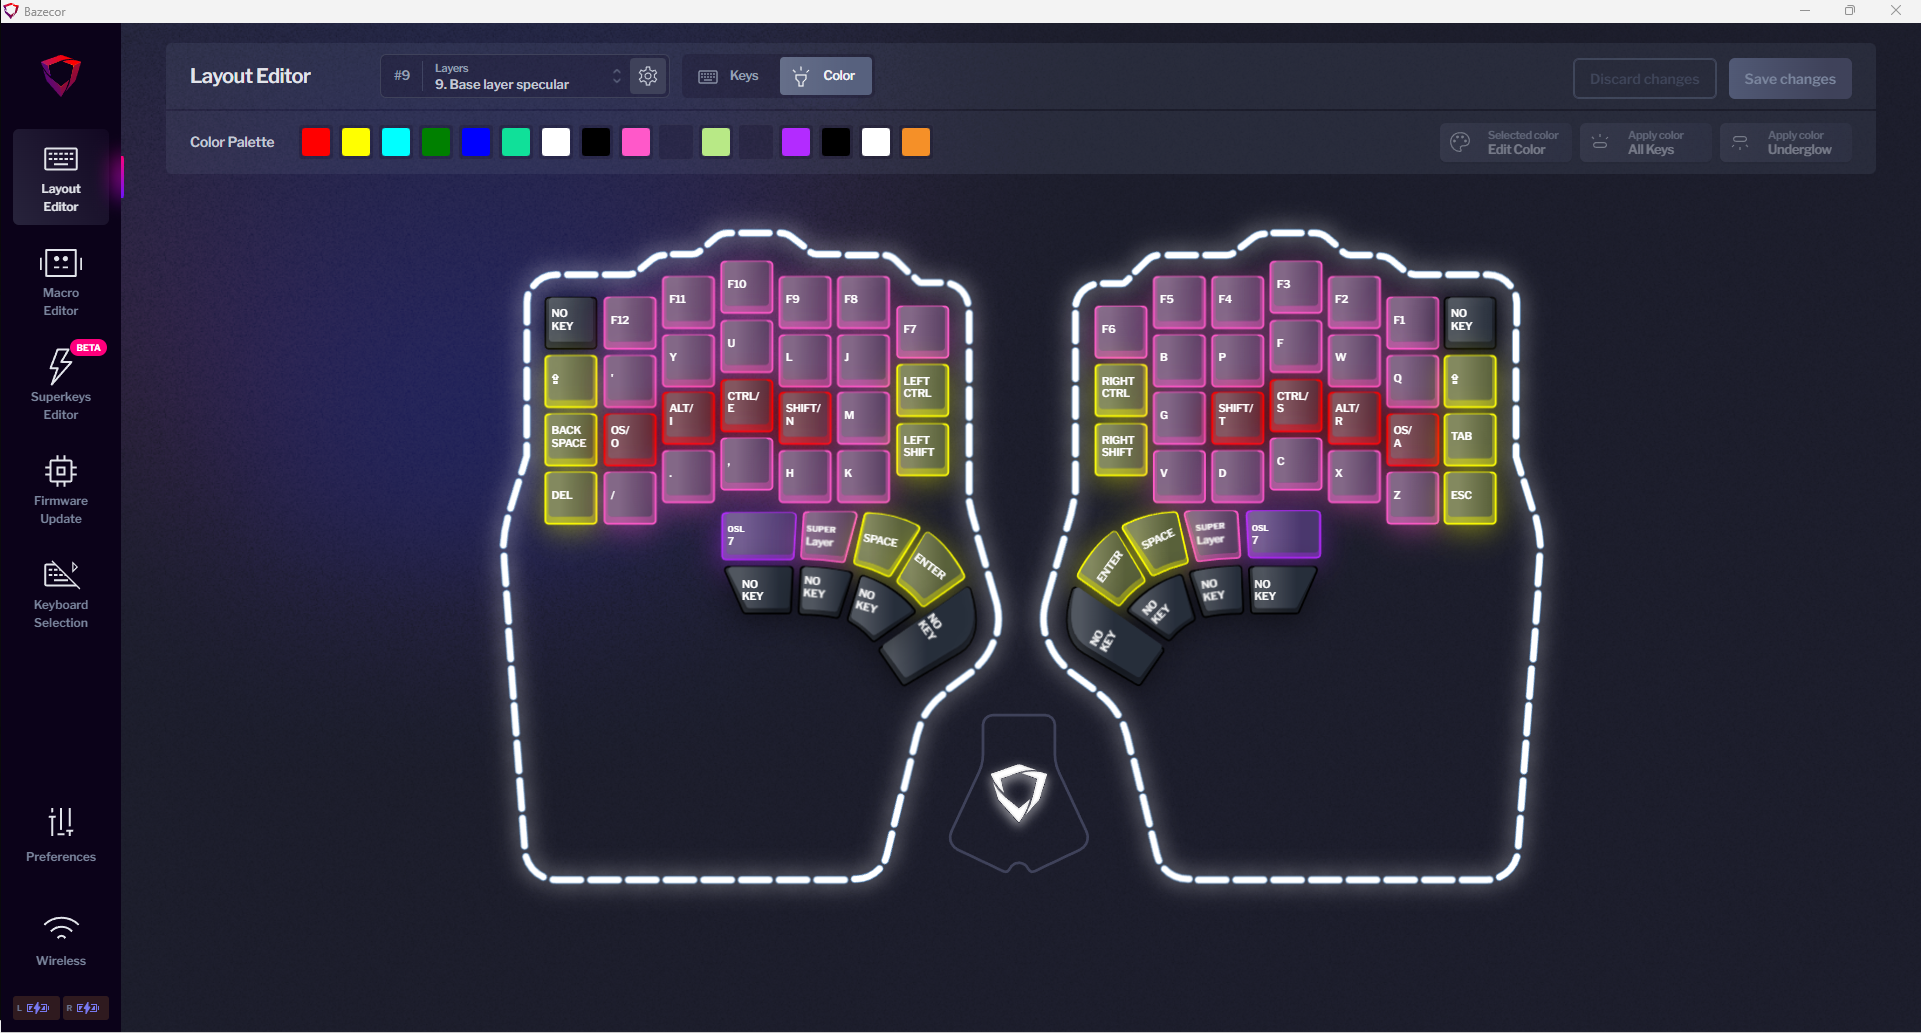 Bazecor
Layout Editor
#9
Layers
9. Base layer specular
Keys
Color
Discard changes
Save changes
Color Palette
Selected color
Edit Color
Apply color
All Keys
Apply color
Underglow
Layout
Editor
Macro
Editor
BETA
Superkeys
Editor
Firmware
Update
Keyboard
Selection
Preferences
Wireless
L
R
NO
KEY
F12
F11
F10
F9
F8
F7
'
Y
U
L
J
LEFT
CTRL
BACK
SPACE
OS/
O
ALT/
I
CTRL/
E
SHIFT/
N
M
LEFT
SHIFT
DEL
/
.
,
H
K
OSL
7
SUPER
Layer
SPACE
ENTER
NO
KEY
NO
KEY
NO
KEY
NO
KEY
F6
F5
F4
F3
F2
F1
NO
KEY
RIGHT
CTRL
B
P
F
W
Q
RIGHT
SHIFT
G
SHIFT/
T
CTRL/
S
ALT/
R
OS/
A
TAB
V
D
C
X
Z
ESC
ENTER
SPACE
SUPER
Layer
OSL
7
NO
KEY
NO
KEY
NO
KEY
NO
KEY